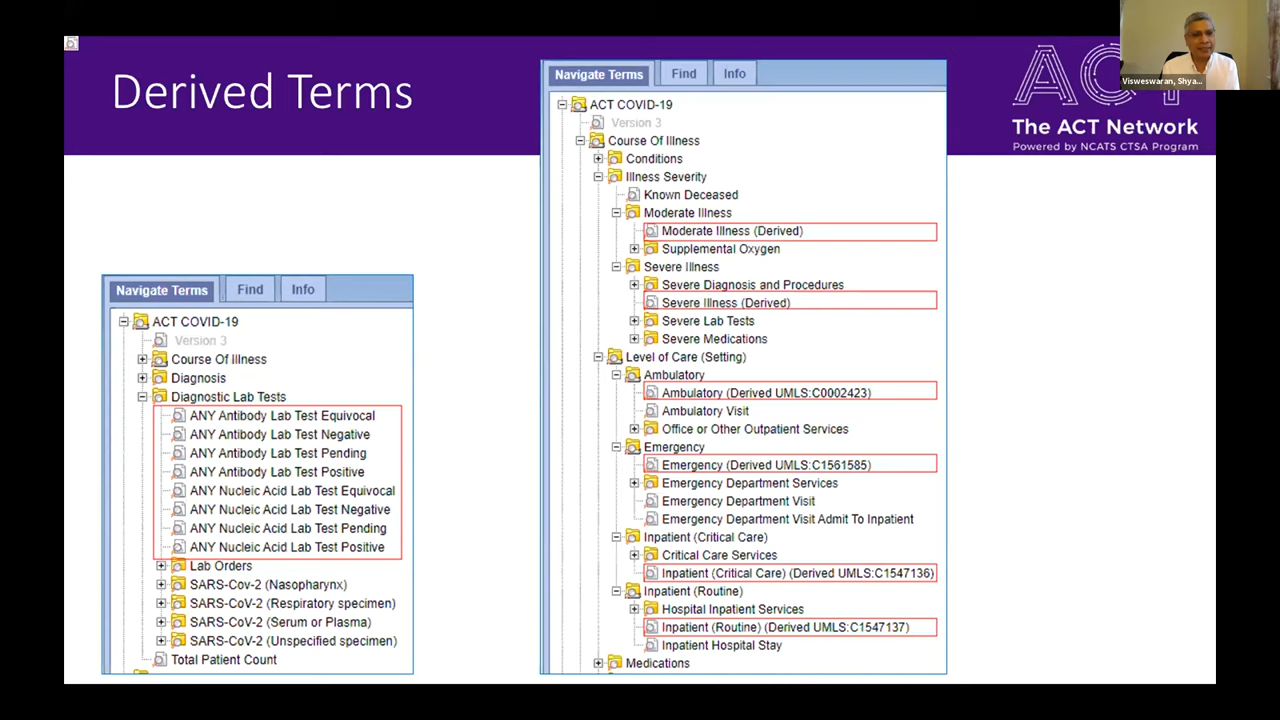 Derived Terms
Navigate Terms Find Info
ACT COVID-19
Version 3
Course Of Illness
Diagnosis
Diagnostic Lab Tests
ANY Antibody Lab Test Equivocal
ANY Antibody Lab Test Negative
ANY Antibody Lab Test Pending
ANY Antibody Lab Test Positive
ANY Nucleic Acid Lab Test Equivocal
ANY Nucleic Acid Lab Test Negative
ANY Nucleic Acid Lab Test Pending
ANY Nucleic Acid Lab Test Positive
Lab Orders
SARS-Cov-2 (Nasopharynx)
SARS-CoV-2 (Respiratory specimen)
SARS-CoV-2 (Serum or Plasma)
SARS-CoV-2 (Unspecified specimen)
Total Patient Count
Navigate Terms Find Info
ACT COVID-19
Version 3
Course Of Illness
Conditions
Illness Severity
Known Deceased
Moderate Illness
Moderate Illness (Derived)
Supplemental Oxygen
Severe Illness
Severe Diagnosis and Procedures
Severe Illness (Derived)
Severe Lab Tests
Severe Medications
Level of Care (Setting)
Ambulatory
Ambulatory (Derived UMLS:C0002423)
Ambulatory Visit
Office or Other Outpatient Services
Emergency
Emergency (Derived UMLS:C1561585)
Emergency Department Services
Emergency Department Visit
Emergency Department Visit Admit To Inpatient
Inpatient (Critical Care)
Critical Care Services
Inpatient (Critical Care) (Derived UMLS:C1547136)
Inpatient (Routine)
Hospital Inpatient Services
Inpatient (Routine) (Derived UMLS:C1547137)
Inpatient Hospital Stay
Medications
ACT
The ACT Network
Powered by NCATS CTSA Program
Visweswaran, Shya...